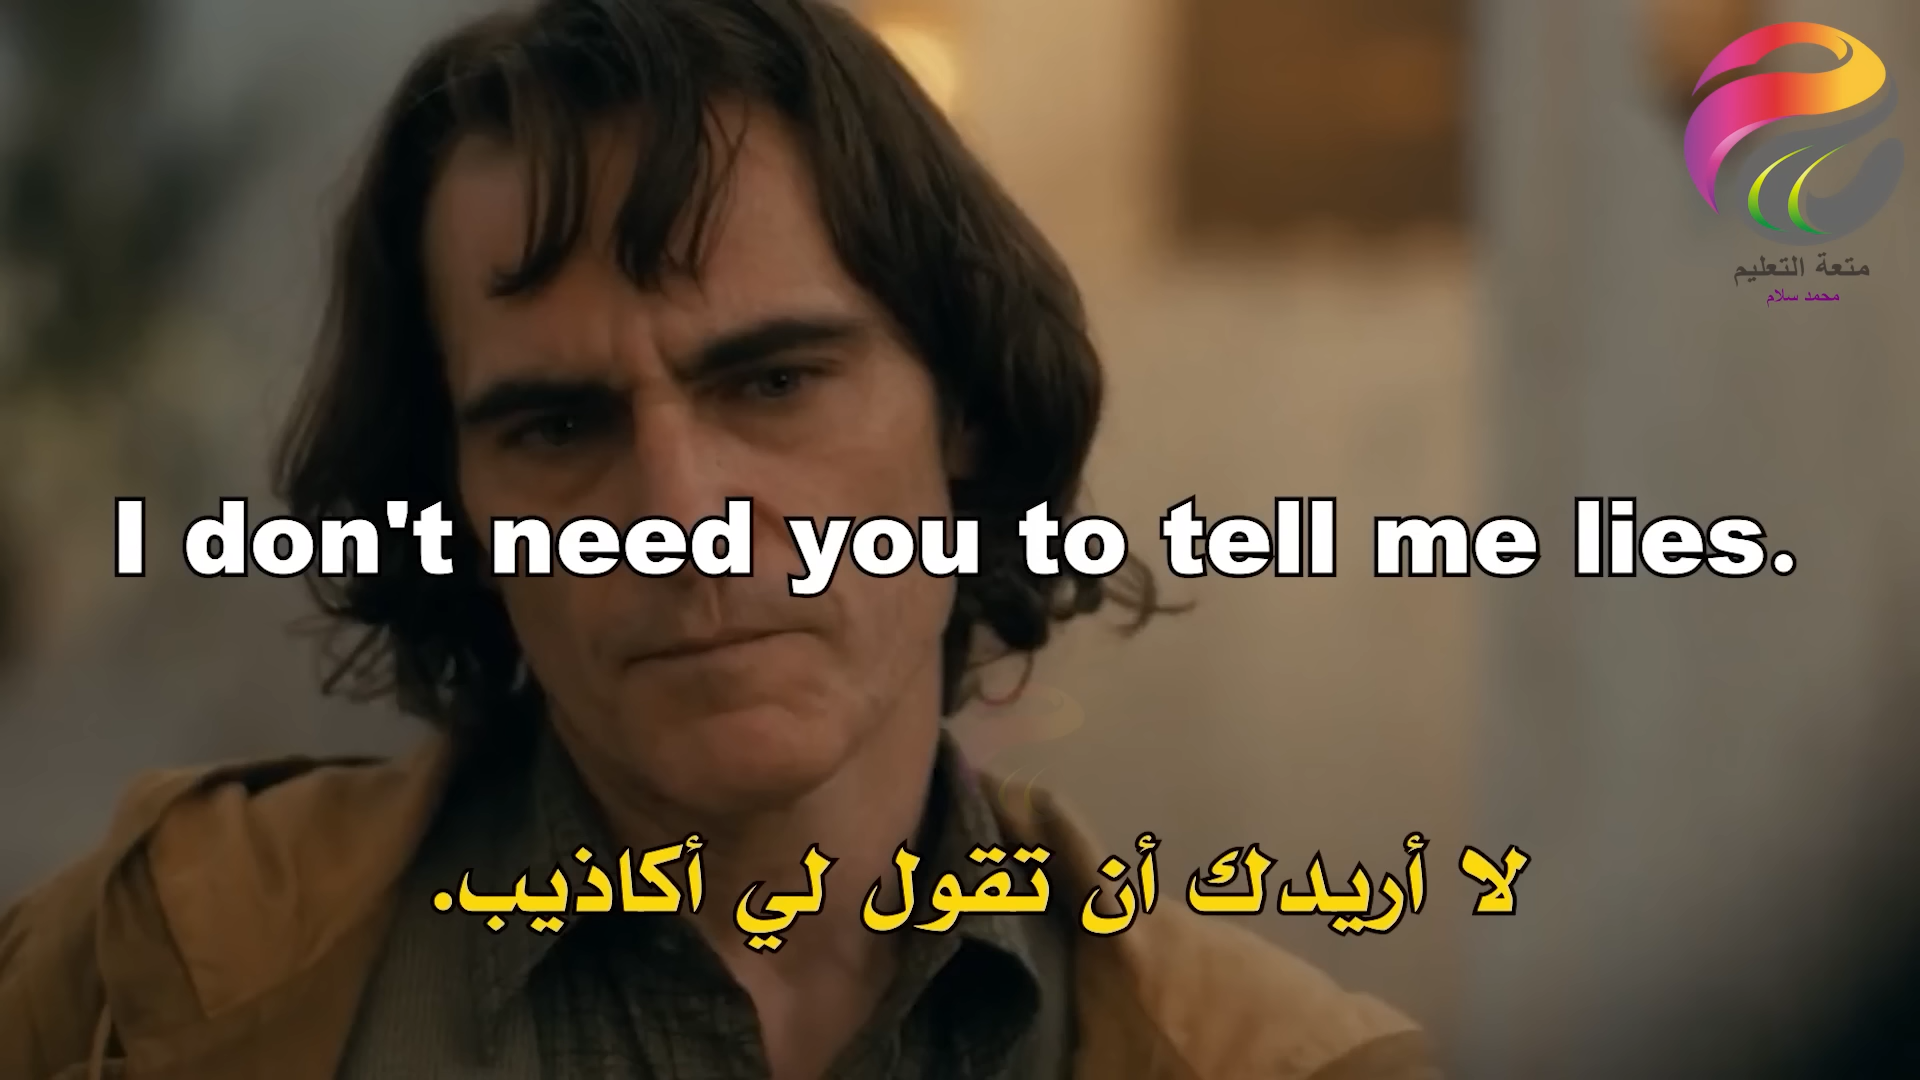 متعة التعليم
محمد سلام
I don't need you to tell me lies.
لا أريدك أن تقول لي أكاذيب.